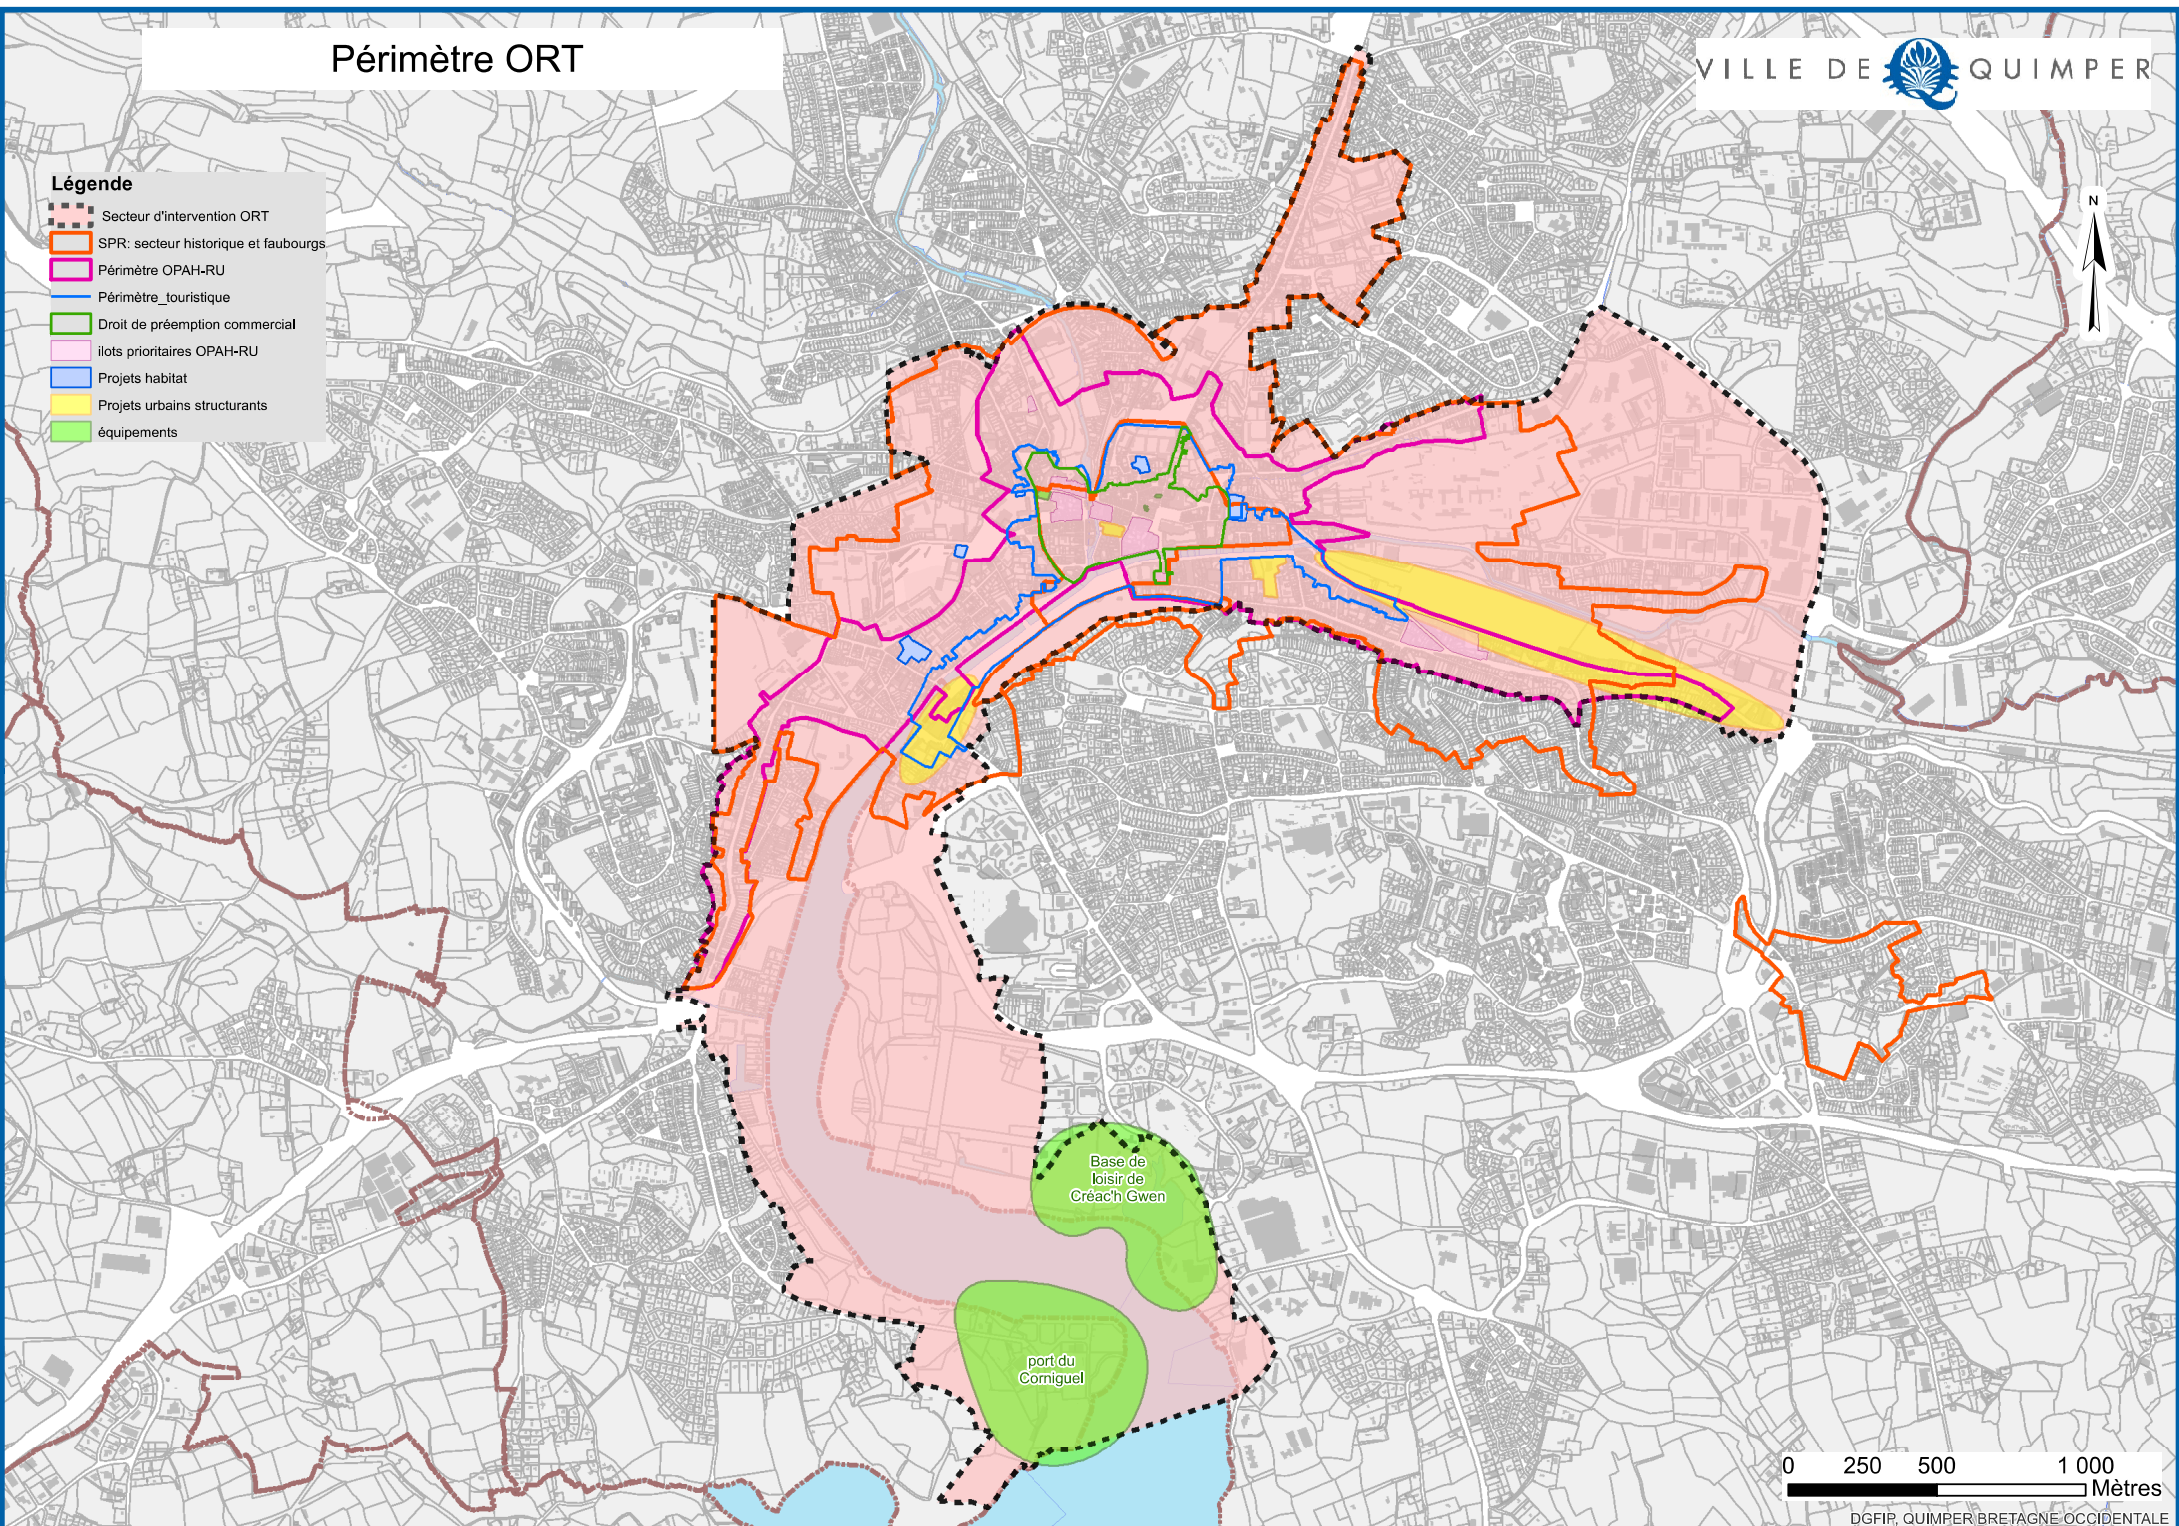 Périmètre ORT
VILLE DE QUIMPER
Légende
Secteur d'intervention ORT
SPR: secteur historique et faubourgs
Périmètre OPAH-RU
Périmètre_touristique
Droit de préemption commercial
ilots prioritaires OPAH-RU
Projets habitat
Projets urbains structurants
équipements
N
Base de
loisir de
Créac'h Gwen
port du
Corniguel
0 250 500 1 000
Mètres
DGFIP, QUIMPER BRETAGNE OCCIDENTALE